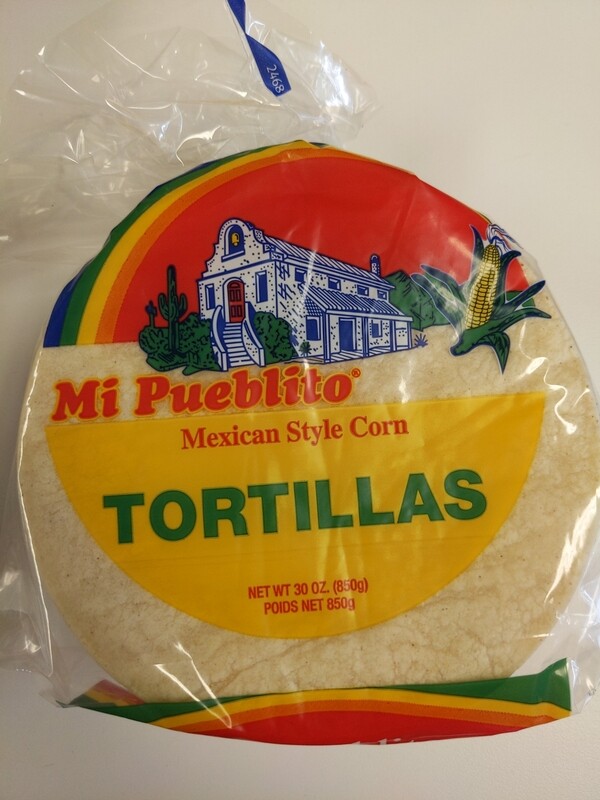 2468
Mi Pueblito®
Mexican Style Corn
TORTILLAS
NET WT 30 OZ. (850g)
POIDS NET 850g